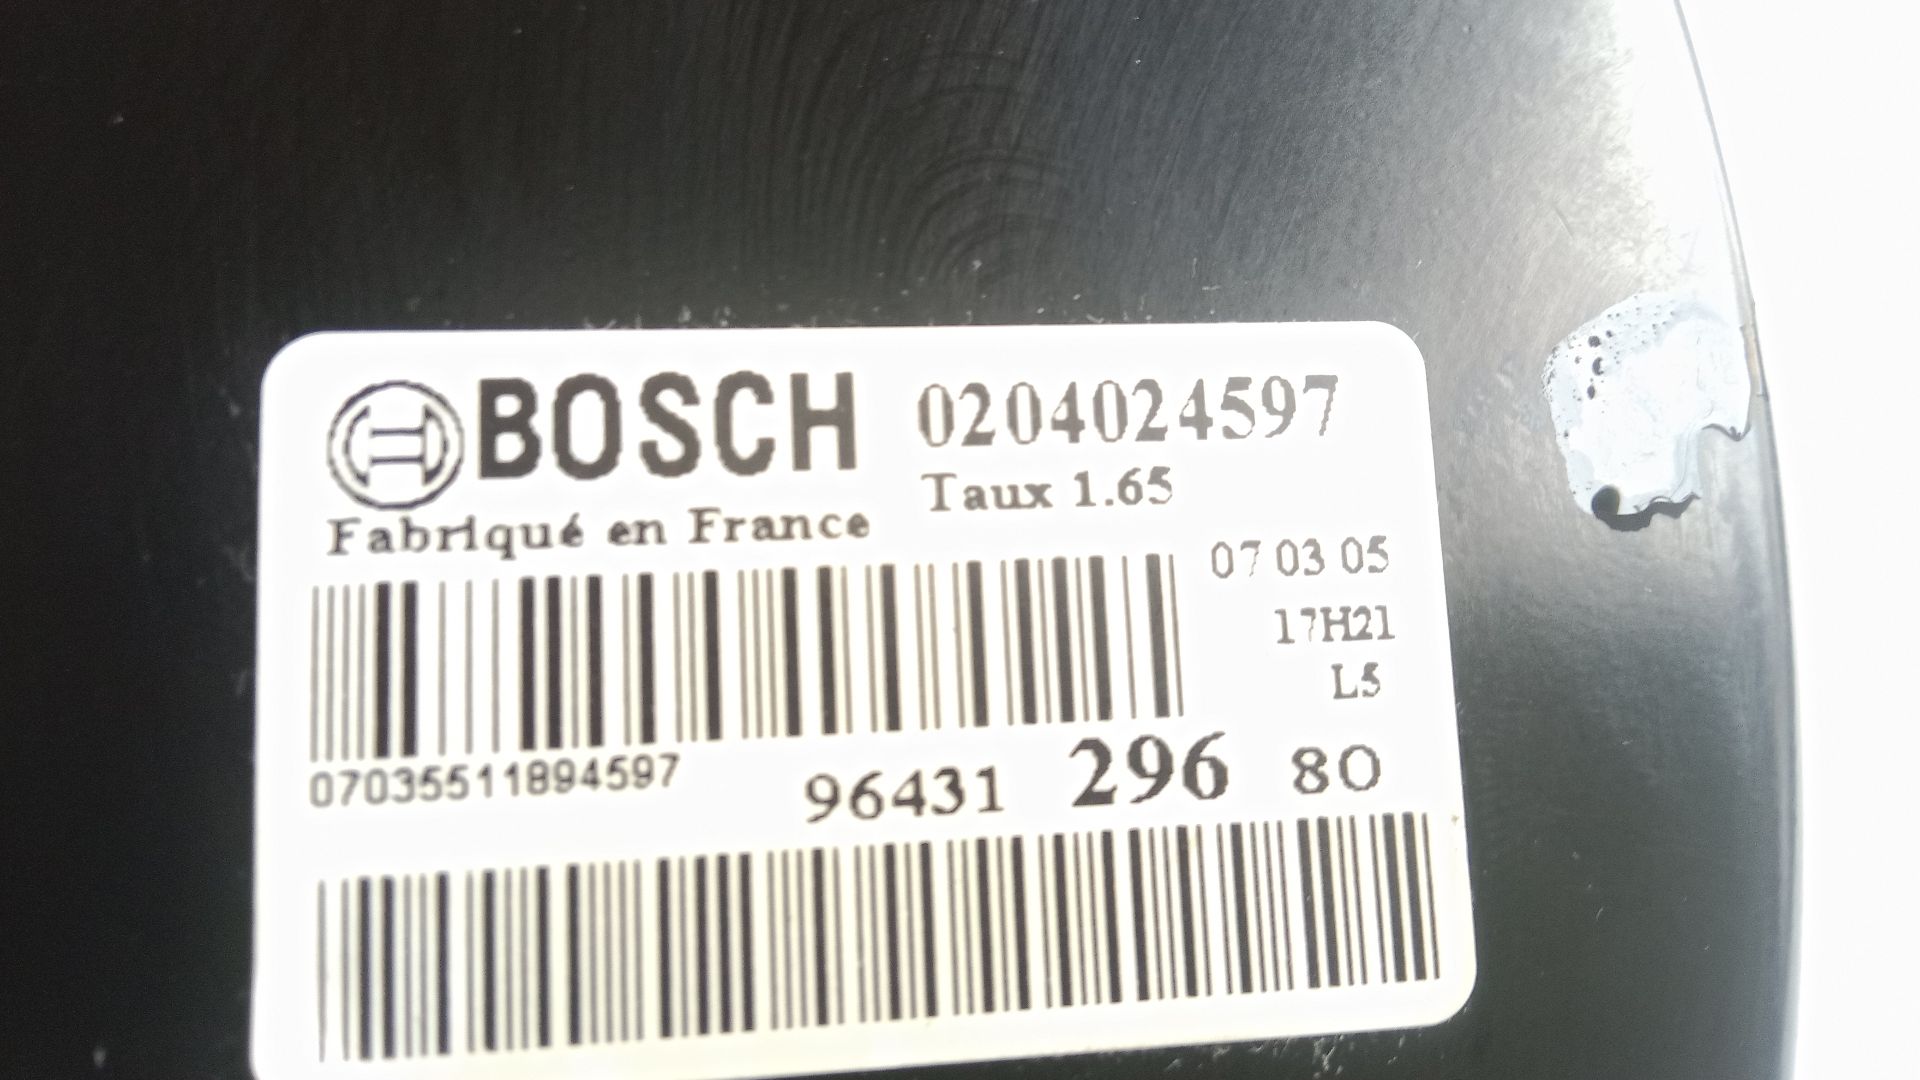 BOSCH 0204024597
Taux 1.65
Fabriqué en France
07 03 05
17H21
L5
07035511894597
96431 296 80